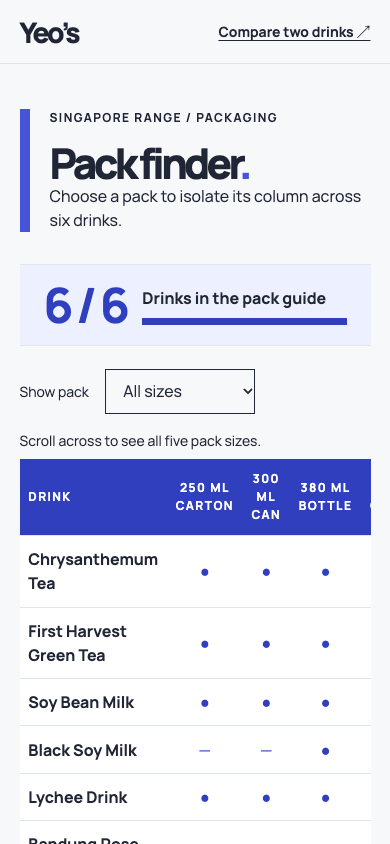 Yeo's
Compare two drinks ↗
SINGAPORE RANGE / PACKAGING
Packfinder.
Choose a pack to isolate its column across
six drinks.
6/6
Drinks in the pack guide
Show pack
All sizes
Scroll across to see all five pack sizes.
DRINK
250 ML
CARTON
300
ML
CAN
380 ML
BOTTLE
Chrysanthemum
Tea
● ● ●
First Harvest
Green Tea
● ● ●
Soy Bean Milk ● ● ●
Black Soy Milk — — ●
Lychee Drink ● ● ●
Bandung Rose